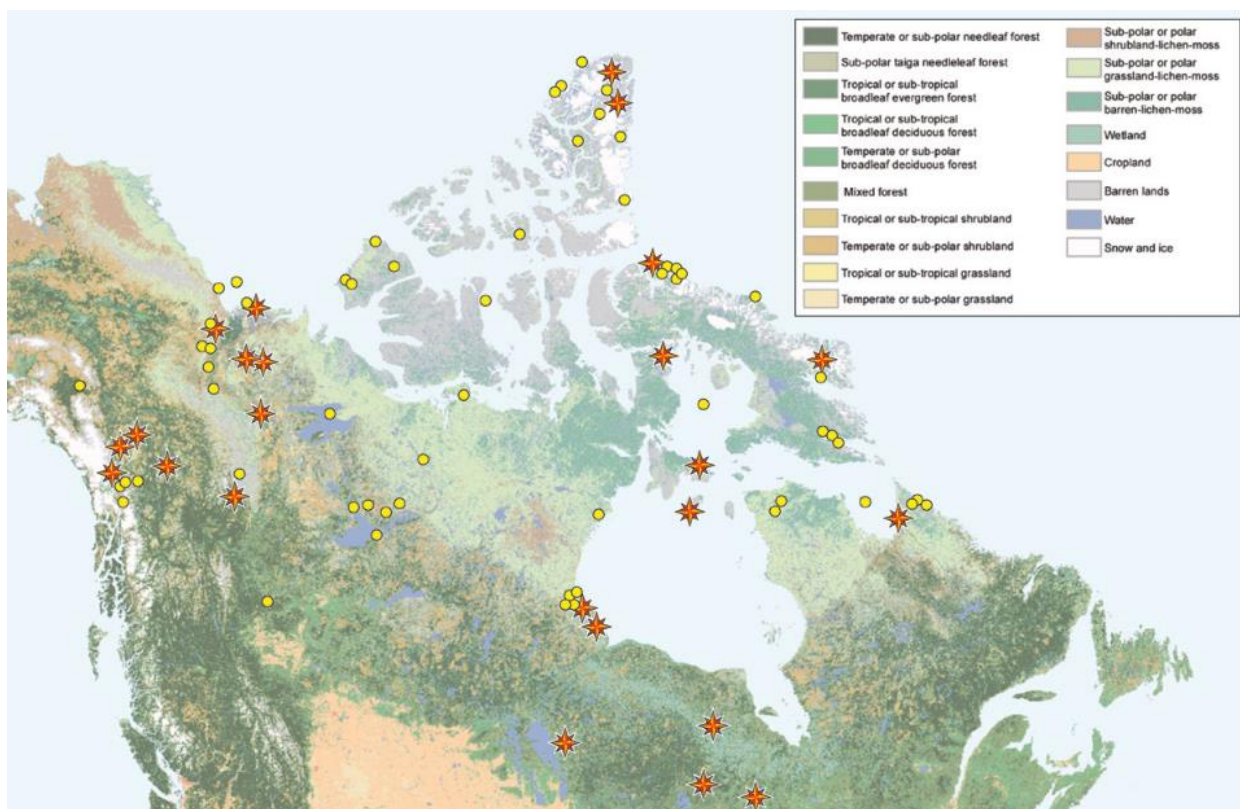 Temperate or sub-polar needleaf forest
Sub-polar taiga needleleaf forest
Tropical or sub-tropical
broadleaf evergreen forest
Tropical or sub-tropical
broadleaf deciduous forest
Temperate or sub-polar
broadleaf deciduous forest
Mixed forest
Tropical or sub-tropical shrubland
Temperate or sub-polar shrubland
Tropical or sub-tropical grassland
Temperate or sub-polar grassland
Sub-polar or polar
shrubland-lichen-moss
Sub-polar or polar
grassland-lichen-moss
Sub-polar or polar
barren-lichen-moss
Wetland
Cropland
Barren lands
Water
Snow and ice